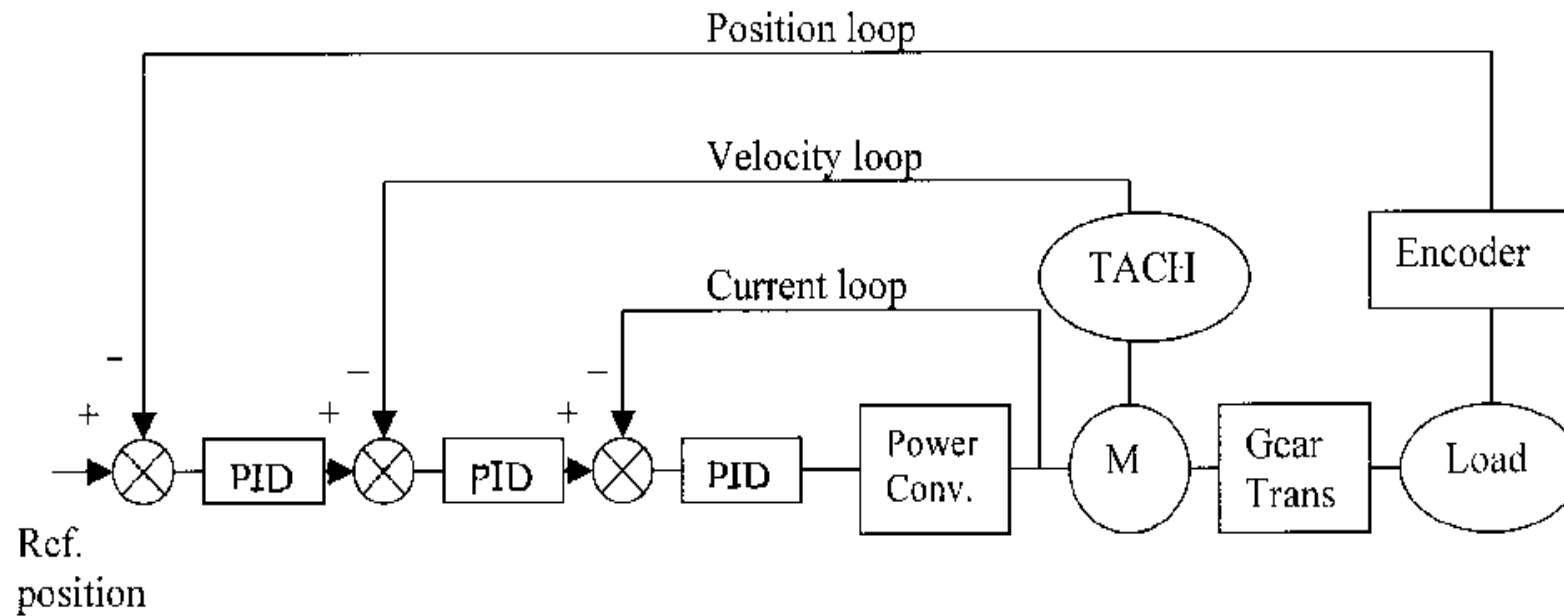 Position loop
Velocity loop
TACH
Encoder
Current loop
-
-
-
+
+
+
PID
PID
PID
Power
Conv.
M
Gear
Trans
Load
Ref.
position